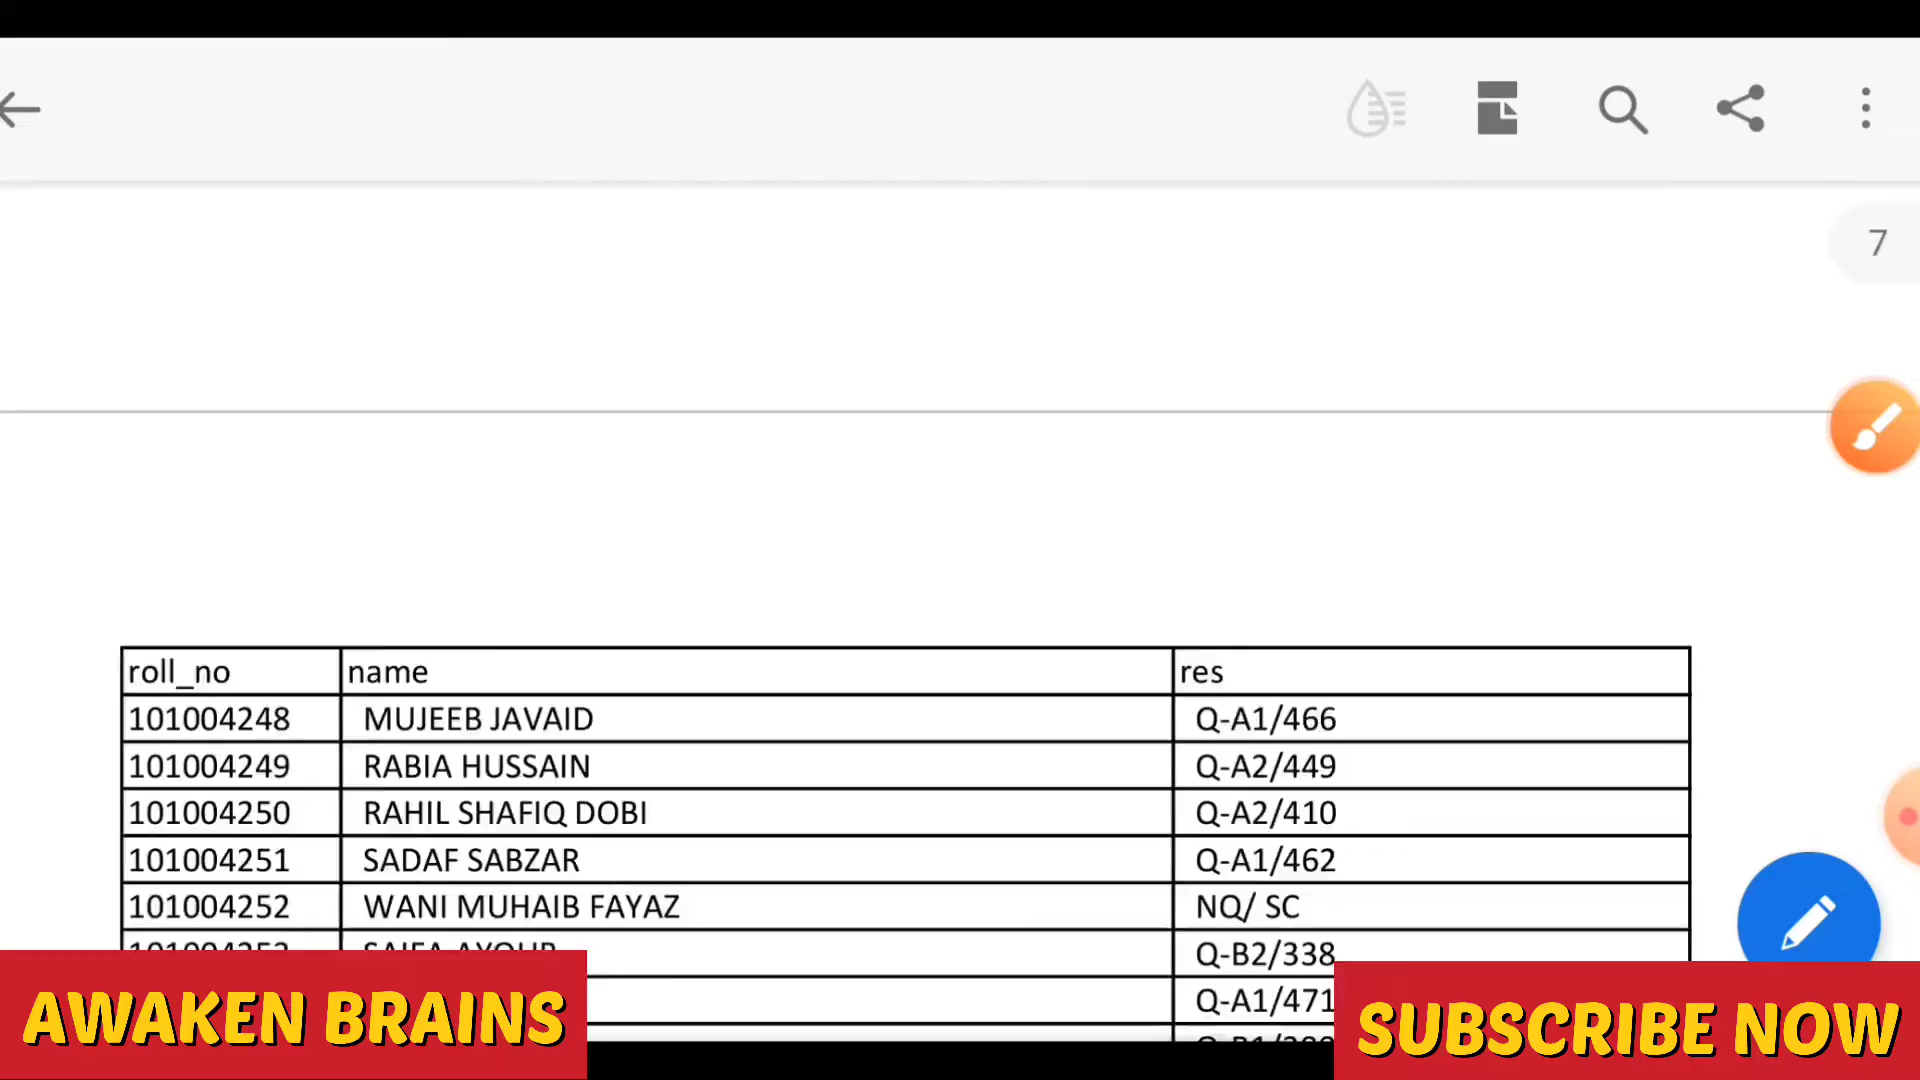 7
roll_no name res
101004248 MUJEEB JAVAID Q-A1/466
101004249 RABIA HUSSAIN Q-A2/449
101004250 RAHIL SHAFIQ DOBI Q-A2/410
101004251 SADAF SABZAR Q-A1/462
101004252 WANI MUHAIB FAYAZ NQ/ SC
101004253 Q-B2/338
Q-A1/471
AWAKEN BRAINS
SUBSCRIBE NOW